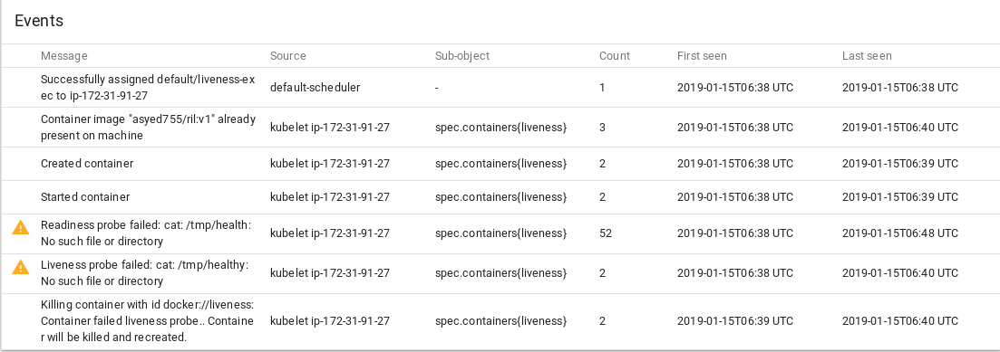 Events
Message Source Sub-object Count First seen Last seen
Successfully assigned default/liveness-ex
ec to ip-172-31-91-27
default-scheduler - 1 2019-01-15T06:38 UTC 2019-01-15T06:38 UTC
Container image "asyed755/ril:v1" already
present on machine
kubelet ip-172-31-91-27 spec.containers{liveness} 3 2019-01-15T06:38 UTC 2019-01-15T06:40 UTC
Created container kubelet ip-172-31-91-27 spec.containers{liveness} 2 2019-01-15T06:38 UTC 2019-01-15T06:39 UTC
Started container kubelet ip-172-31-91-27 spec.containers{liveness} 2 2019-01-15T06:38 UTC 2019-01-15T06:39 UTC
Readiness probe failed: cat: /tmp/health:
No such file or directory
kubelet ip-172-31-91-27 spec.containers{liveness} 52 2019-01-15T06:38 UTC 2019-01-15T06:48 UTC
Liveness probe failed: cat: /tmp/healthy:
No such file or directory
kubelet ip-172-31-91-27 spec.containers{liveness} 2 2019-01-15T06:38 UTC 2019-01-15T06:40 UTC
Killing container with id docker://liveness:
Container failed liveness probe.. Containe
r will be killed and recreated.
kubelet ip-172-31-91-27 spec.containers{liveness} 2 2019-01-15T06:39 UTC 2019-01-15T06:40 UTC